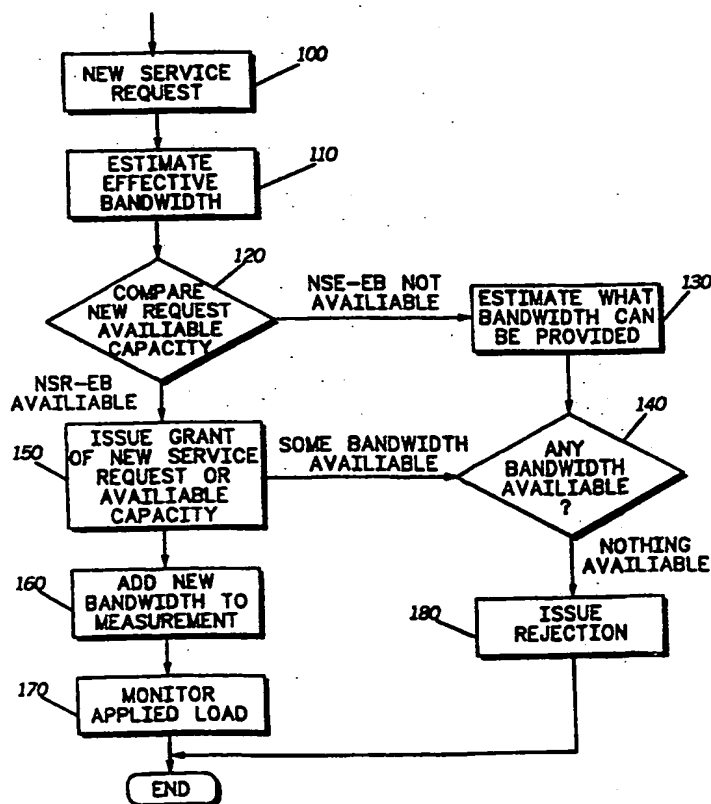 100
NEW SERVICE
REQUEST
110
ESTIMATE
EFFECTIVE
BANDWIDTH
120
COMPARE
NEW REQUEST
AVAILIABLE
CAPACITY
NSE-EB NOT
AVAILIABLE
130
ESTIMATE WHAT
BANDWIDTH CAN
BE PROVIDED
NSR-EB
AVAILIABLE
140
ANY
BANDWIDTH
AVAILIABLE
?
150
ISSUE GRANT
OF NEW SERVICE
REQUEST OR
AVAILIABLE
CAPACITY
SOME BANDWIDTH
AVAILIABLE
NOTHING
AVAILIABLE
160
ADD NEW
BANDWIDTH TO
MEASUREMENT
180
ISSUE
REJECTION
170
MONITOR
APPLIED LOAD
END